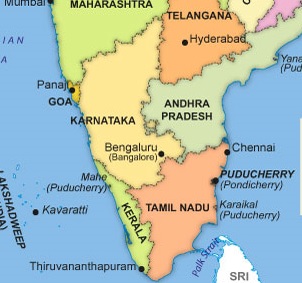 MAHARASHTRA
Mumbai
TELANGANA
Hyderabad
Yana
(Puducherry)
Panaji
GOA
KARNATAKA
ANDHRA
PRADESH
Bengaluru
(Bangalore)
Chennai
Mahe
(Puducherry)
PUDUCHERRY
(Pondicherry)
LAKSHADWEEP
Kavaratti
KERALA
TAMIL NADU
Karaikal
(Puducherry)
Thiruvananthapuram
Palk Strait
SRI